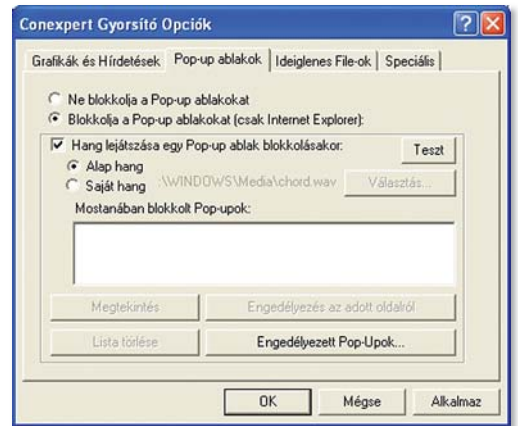 Conexpert Gyorsító Opciók
Grafikák és Hírdetések Pop-up ablakok Ideiglenes File-ok Speciális
Ne blokkolja a Pop-up ablakokat
Blokkolja a Pop-up ablakokat (csak Internet Explorer):
Hang lejátszása egy Pop-up ablak blokkolásakor: Teszt
Alap hang
Saját hang :\WINDOWS\Media\chord.wav Választás...
Mostanában blokkolt Pop-upok:
Megtekintés Engedélyezés az adott oldalról
Lista törlése Engedélyezett Pop-Upok...
OK Mégse Alkalmaz